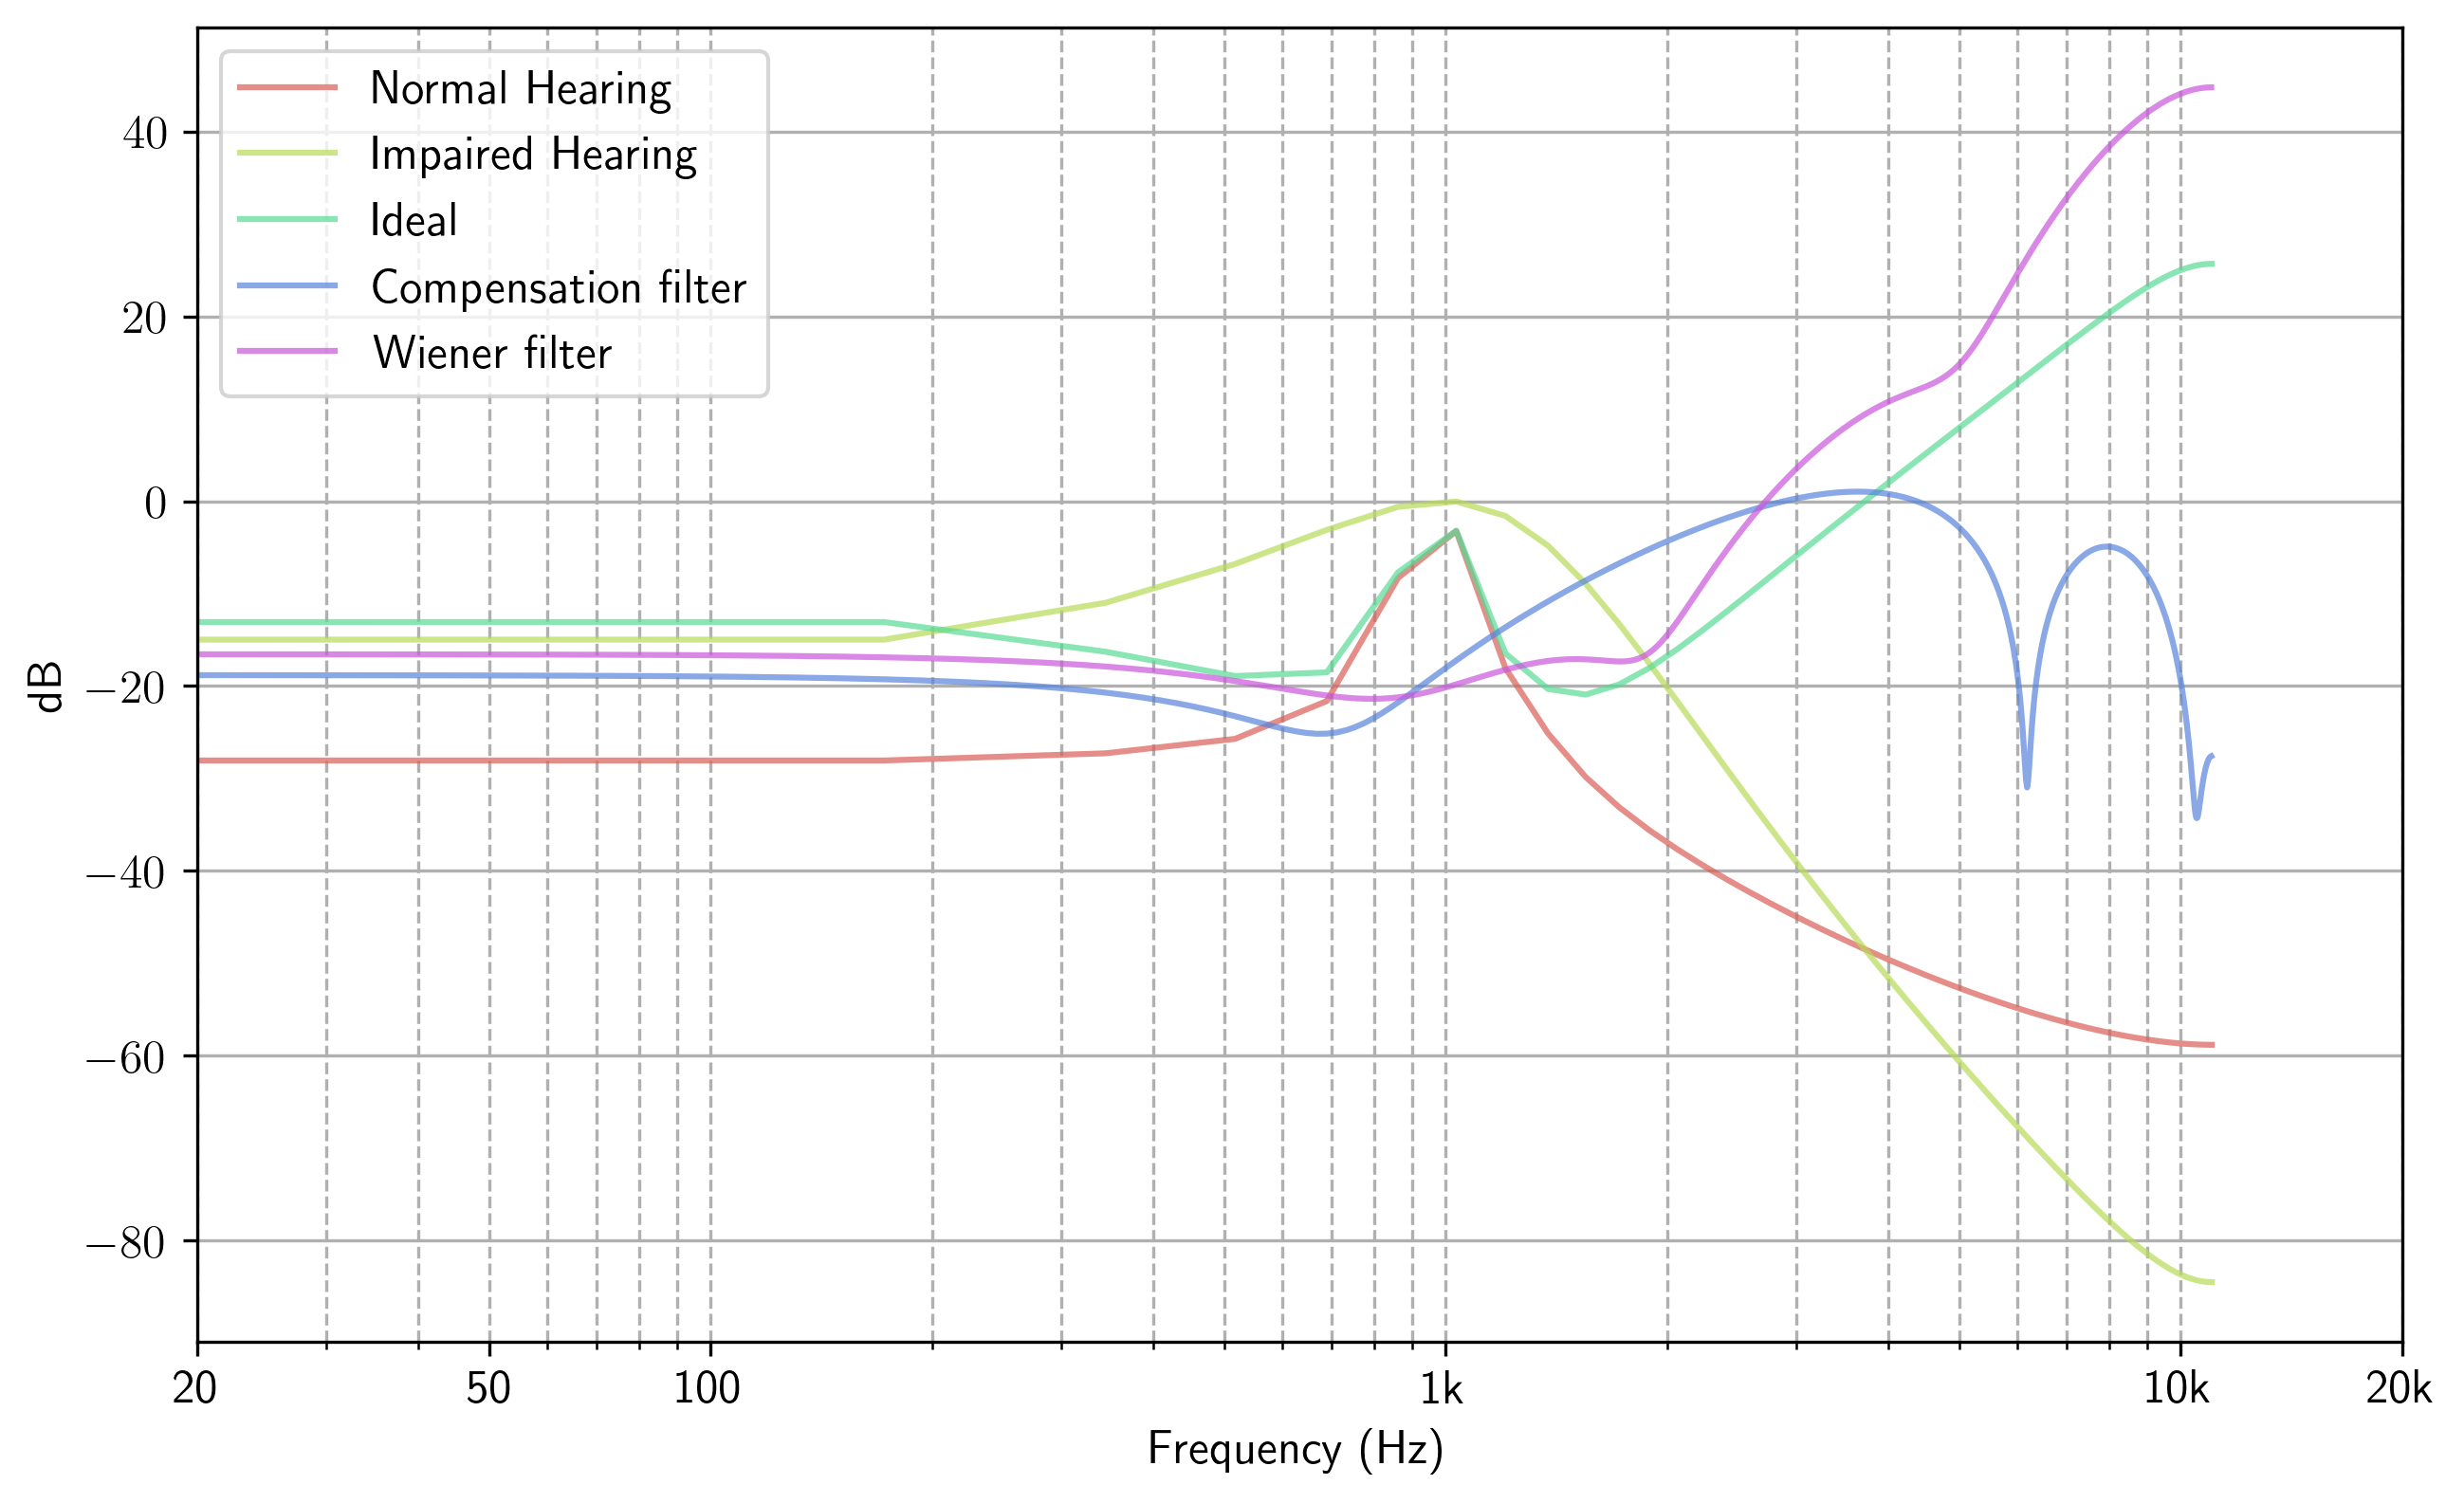 Normal Hearing
Impaired Hearing
Ideal
Compensation filter
Wiener filter
40
20
0
−20
−40
−60
−80
dB
20 50 100 1k 10k 20k
Frequency (Hz)